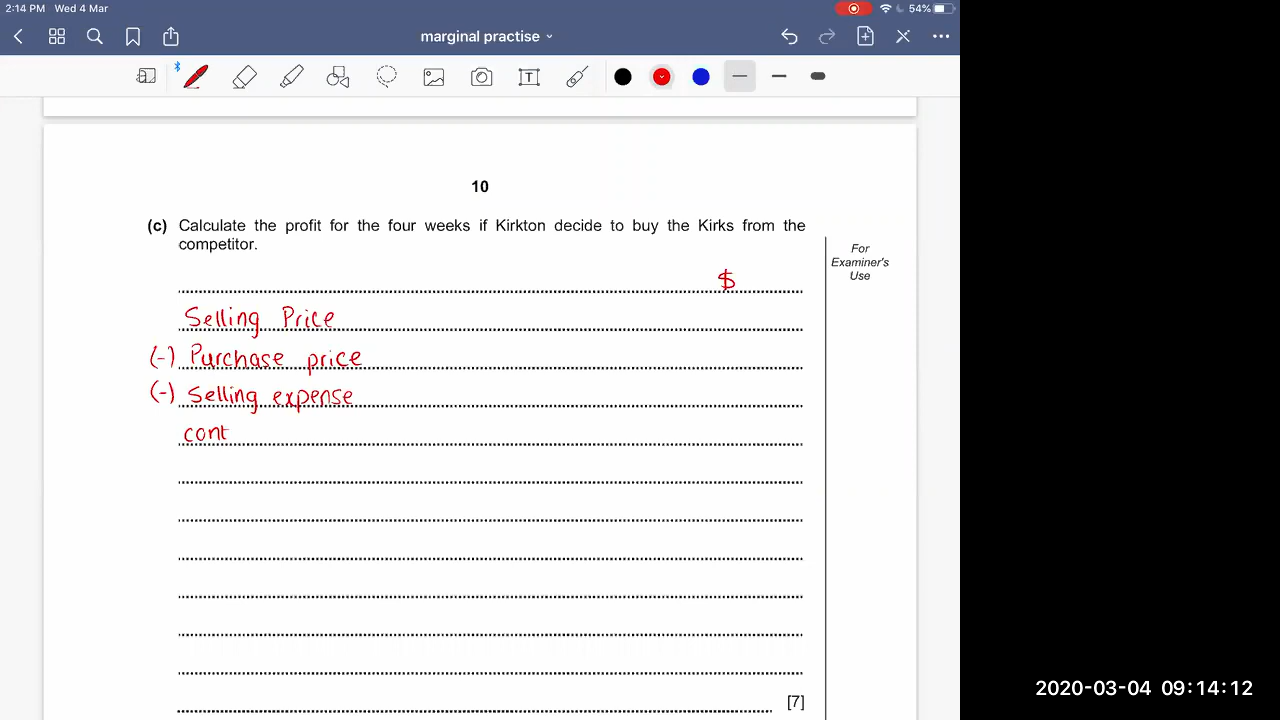 2:14 PM Wed 4 Mar
54%
marginal practise
T
10
(c) Calculate the profit for the four weeks if Kirkton decide to buy the Kirks from the
competitor.
For
Examiner's
Use
$
Selling Price
(-) Purchase price
(-) Selling expense
cont
[7]
2020-03-04 09:14:12